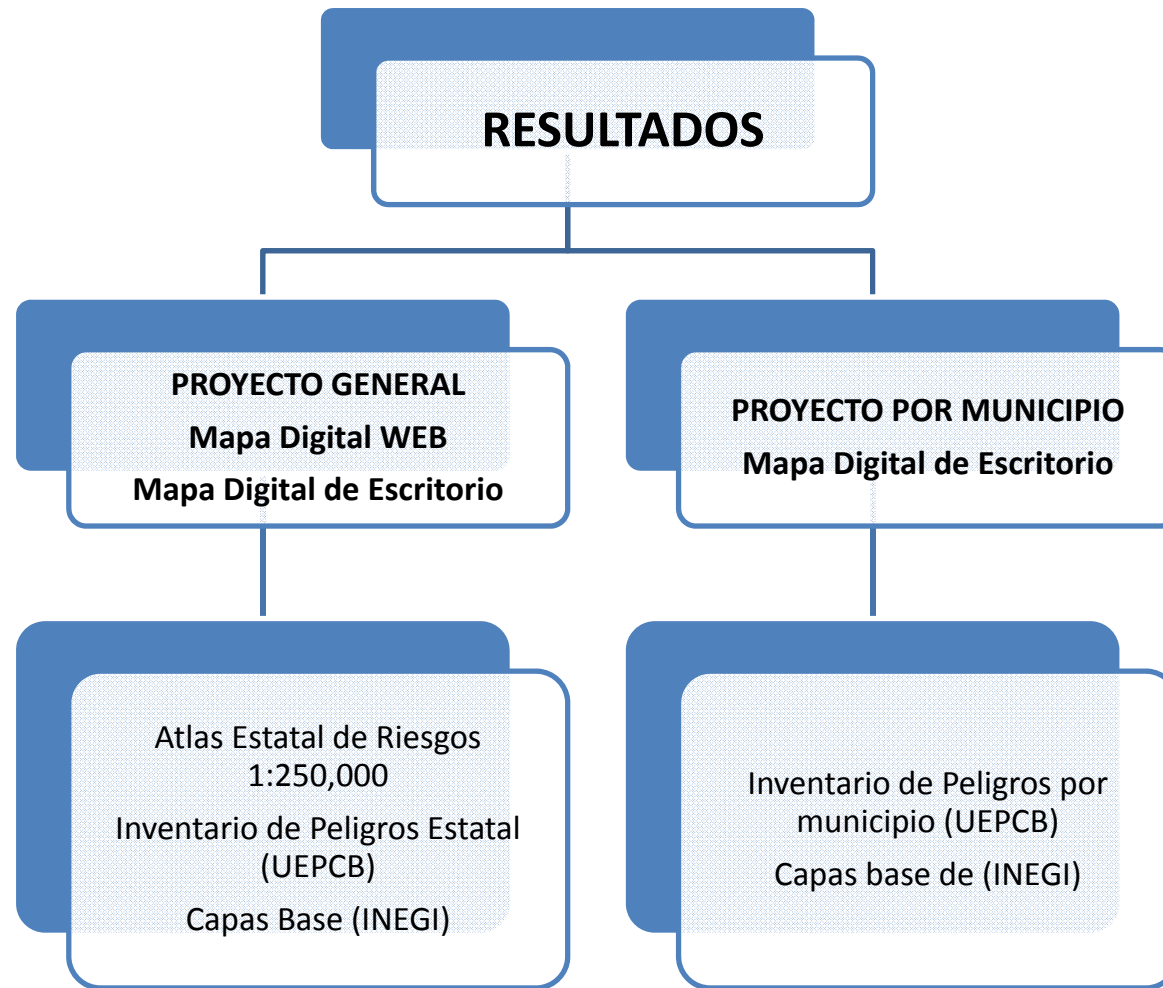 RESULTADOS
PROYECTO GENERAL
Mapa Digital WEB
Mapa Digital de Escritorio
PROYECTO POR MUNICIPIO
Mapa Digital de Escritorio
Atlas Estatal de Riesgos
1:250,000
Inventario de Peligros Estatal
(UEPCB)
Capas Base (INEGI)
Inventario de Peligros por
municipio (UEPCB)
Capas base de (INEGI)